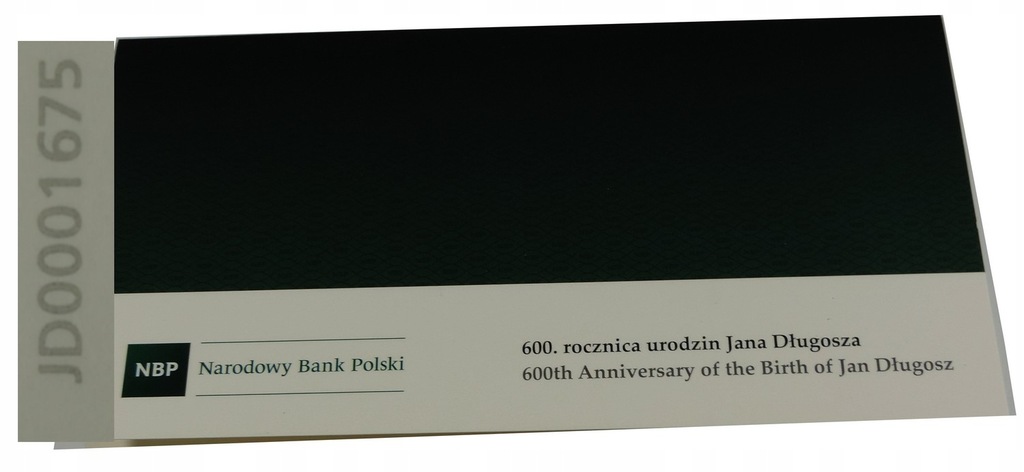 JD0001675
NBP
Narodowy Bank Polski
600. rocznica urodzin Jana Długosza
600th Anniversary of the Birth of Jan Długosz